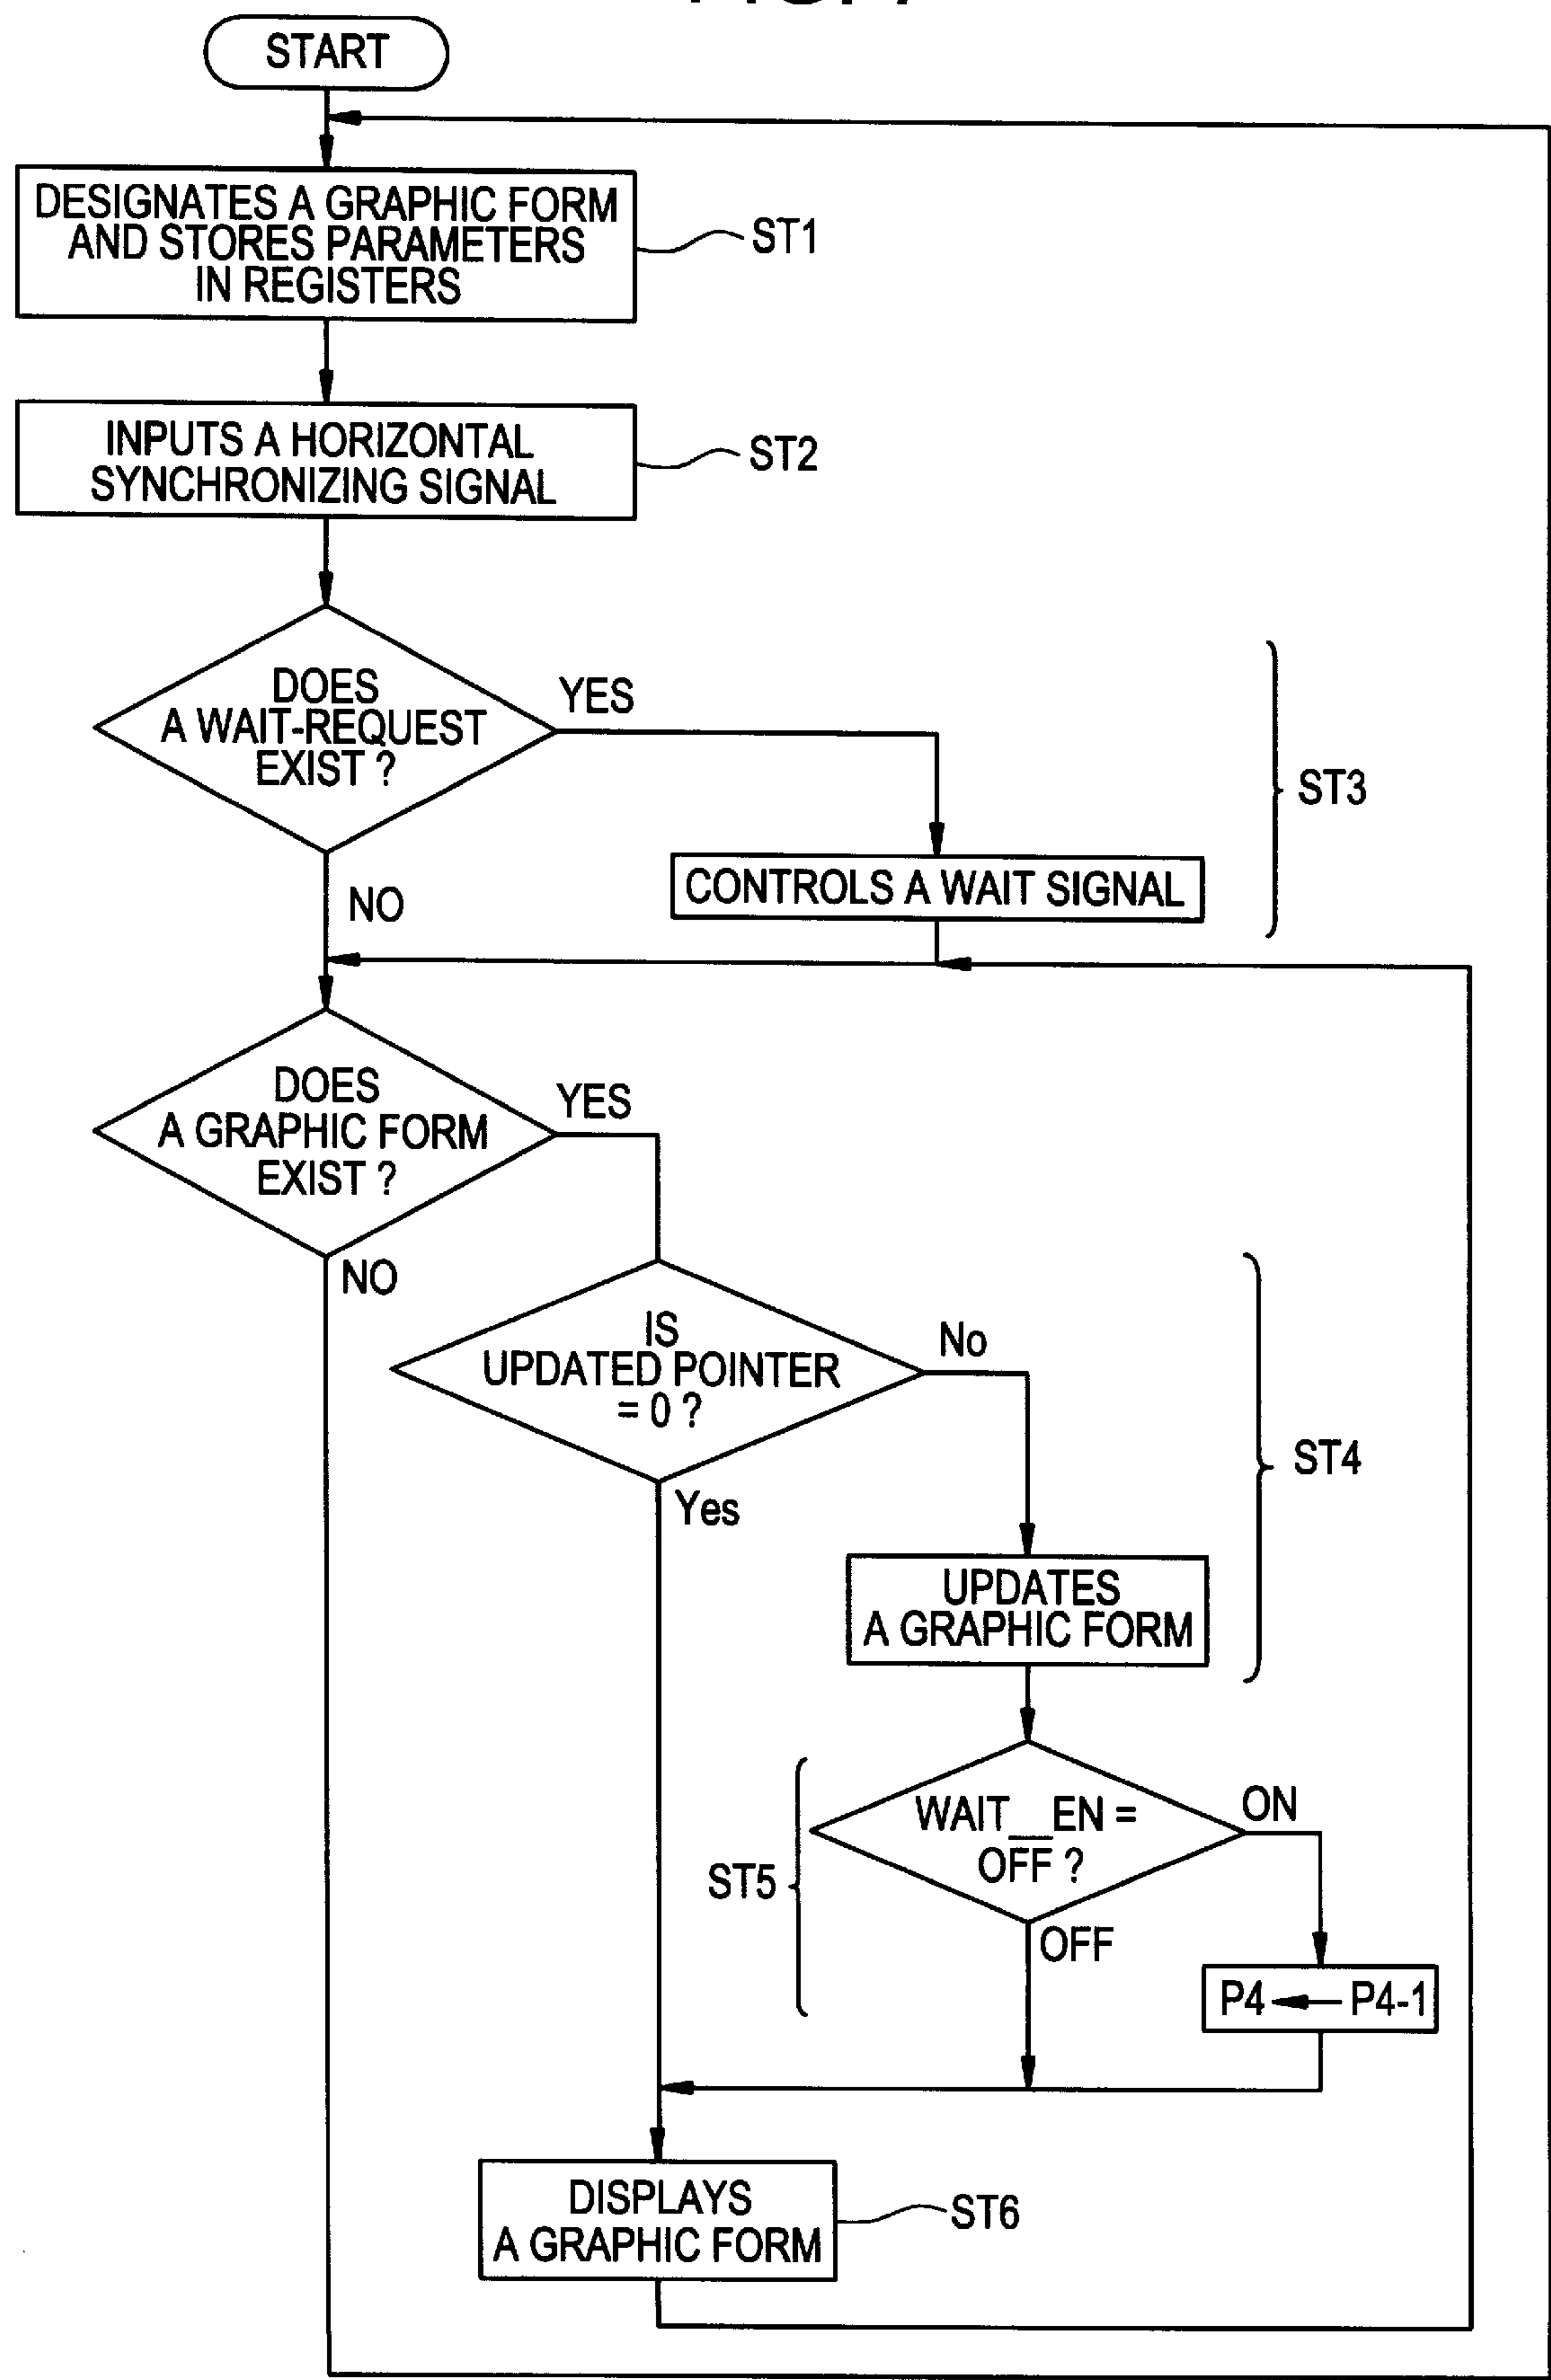 START
DESIGNATES A GRAPHIC FORM
AND STORES PARAMETERS
IN REGISTERS
ST1
INPUTS A HORIZONTAL
SYNCHRONIZING SIGNAL
ST2
DOES
A WAIT-REQUEST
EXIST ?
YES
ST3
CONTROLS A WAIT SIGNAL
NO
DOES
A GRAPHIC FORM
EXIST ?
YES
NO
IS
UPDATED POINTER
= 0 ?
No
ST4
Yes
UPDATES
A GRAPHIC FORM
WAIT__EN =
OFF ?
ON
ST5
OFF
P4 ← P4-1
DISPLAYS
A GRAPHIC FORM
ST6